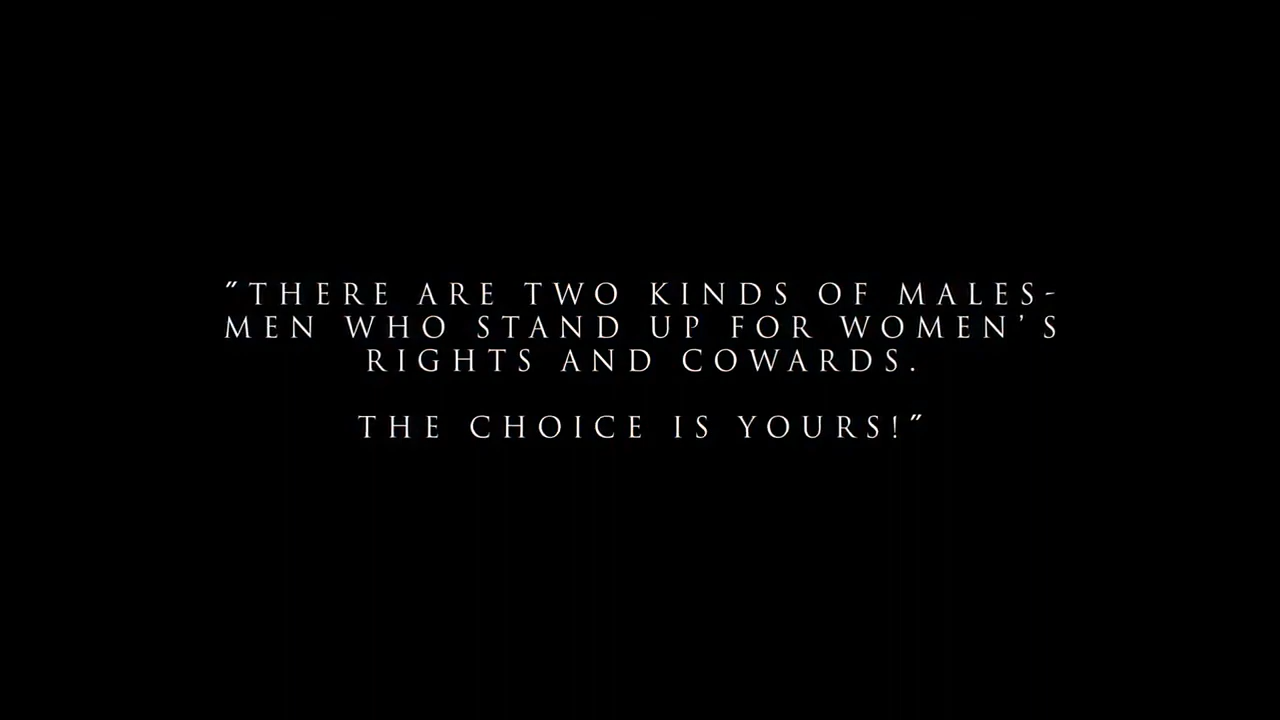 "THERE ARE TWO KINDS OF MALES-
MEN WHO STAND UP FOR WOMEN'S
RIGHTS AND COWARDS.
THE CHOICE IS YOURS!"